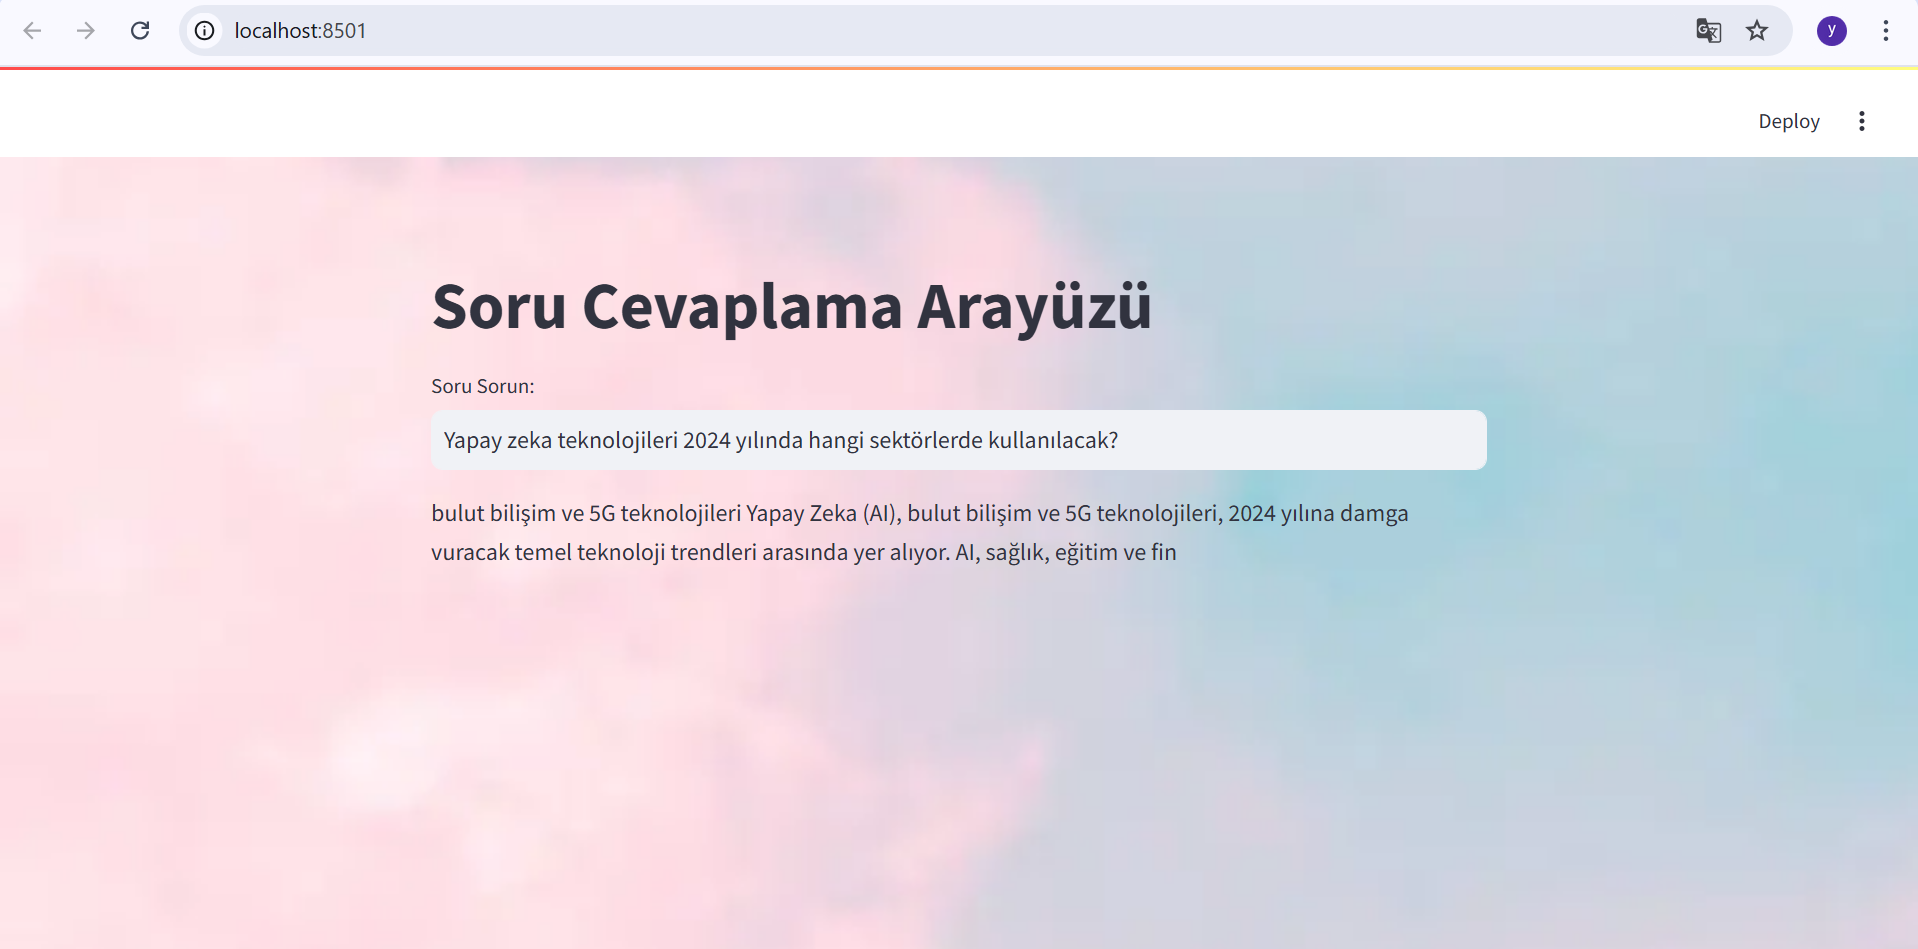 localhost:8501
y
Deploy
Soru Cevaplama Arayüzü
Soru Sorun:
Yapay zeka teknolojileri 2024 yılında hangi sektörlerde kullanılacak?
bulut bilişim ve 5G teknolojileri Yapay Zeka (AI), bulut bilişim ve 5G teknolojileri, 2024 yılına damga
vuracak temel teknoloji trendleri arasında yer alıyor. AI, sağlık, eğitim ve fin